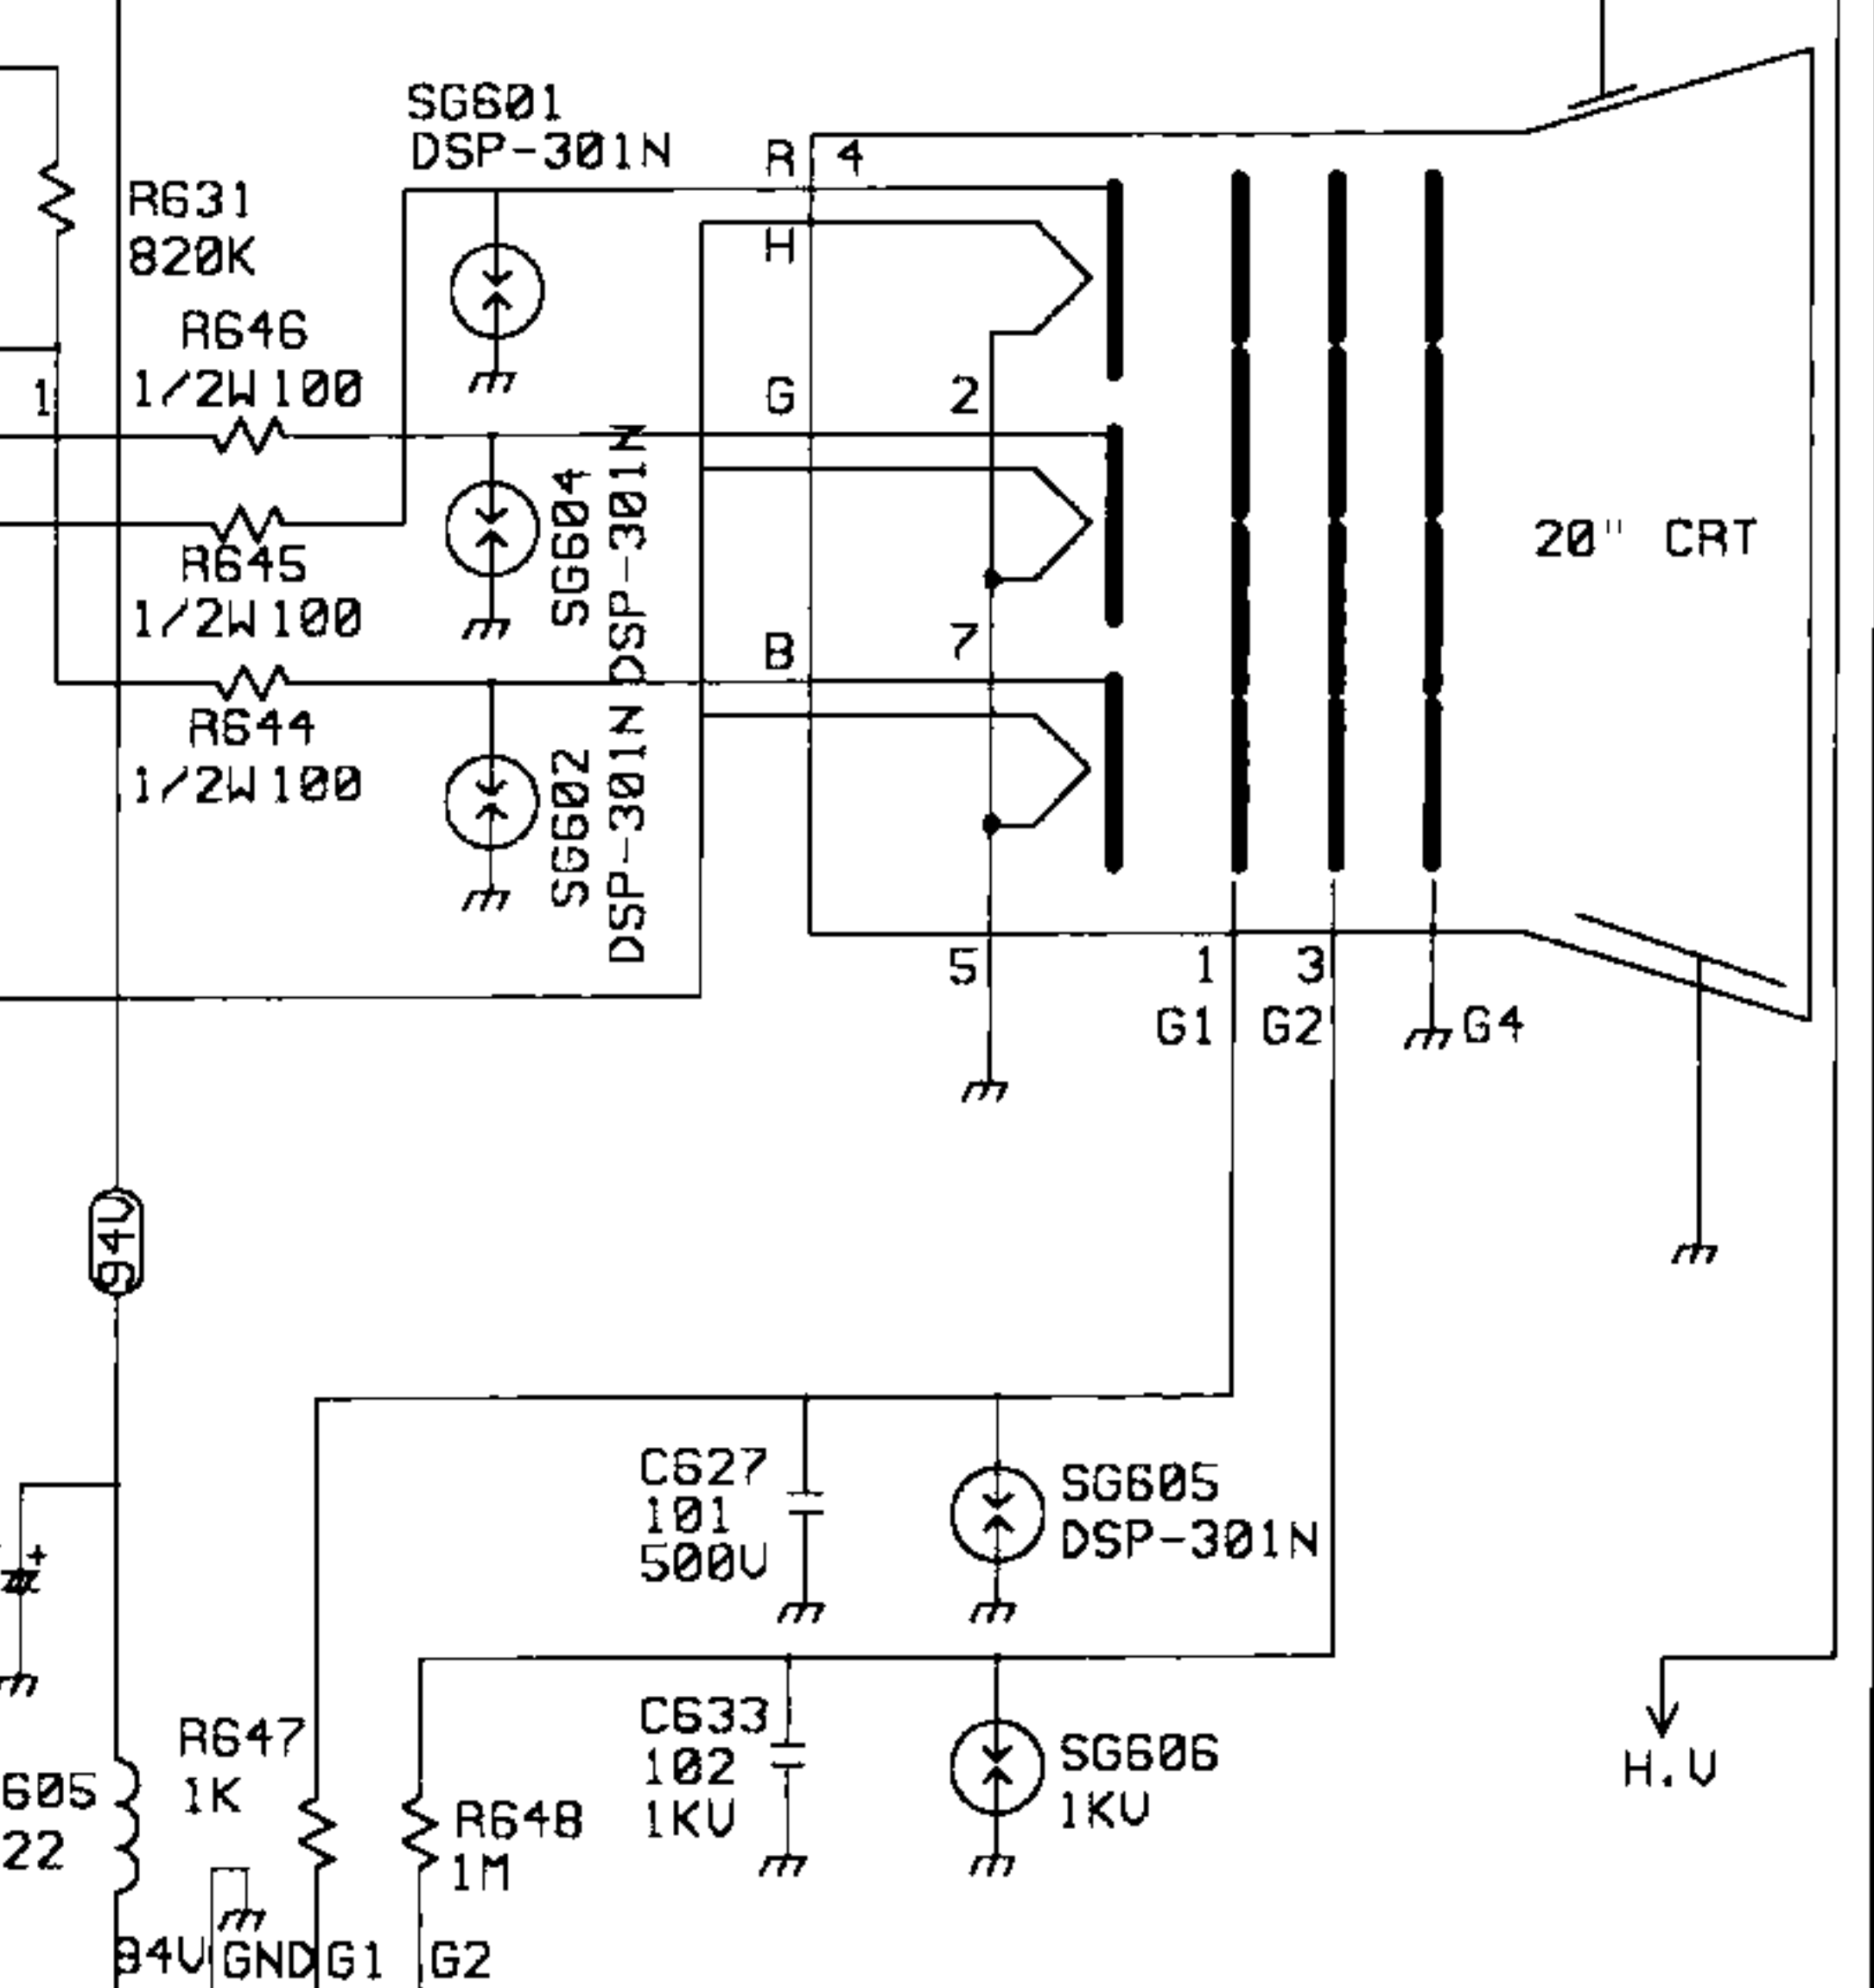 SG601
DSP-301N
R 4
R631
820K
H
R646
1/2W 100
1
G 2
SG604
DSP-301N
20" CRT
R645
1/2W 100
B 7
R644
1/2W 100
SG602
DSP-301N
5 1 3
G1 G2 G4
94V
C627
101
500V
SG605
DSP-301N
+
R647
1K
C633
102
1KV
SG606
1KV
H.V
605
22
R648
1M
94V GND G1 G2